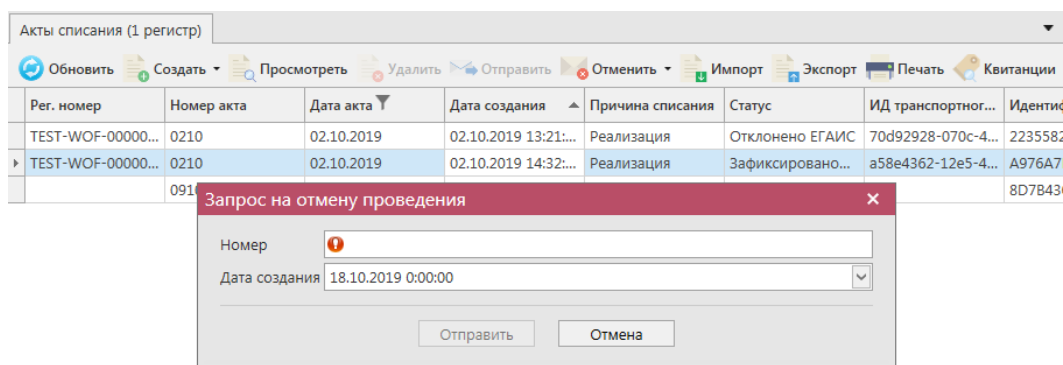 Акты списания (1 регистр)
Обновить Создать Просмотреть Удалить Отправить Отменить Импорт Экспорт Печать Квитанции
Рег. номер Номер акта Дата акта Дата создания Причина списания Статус ИД транспортног... Идентиф
TEST-WOF-00000... 0210 02.10.2019 02.10.2019 13:21:... Реализация Отклонено ЕГАИС 70d92928-070c-4... 2235582
TEST-WOF-00000... 0210 02.10.2019 02.10.2019 14:32:... Реализация Зафиксировано... a58e4362-12e5-4... A976A7
0910 8D7B43
Запрос на отмену проведения
Номер
Дата создания 18.10.2019 0:00:00
Отправить Отмена